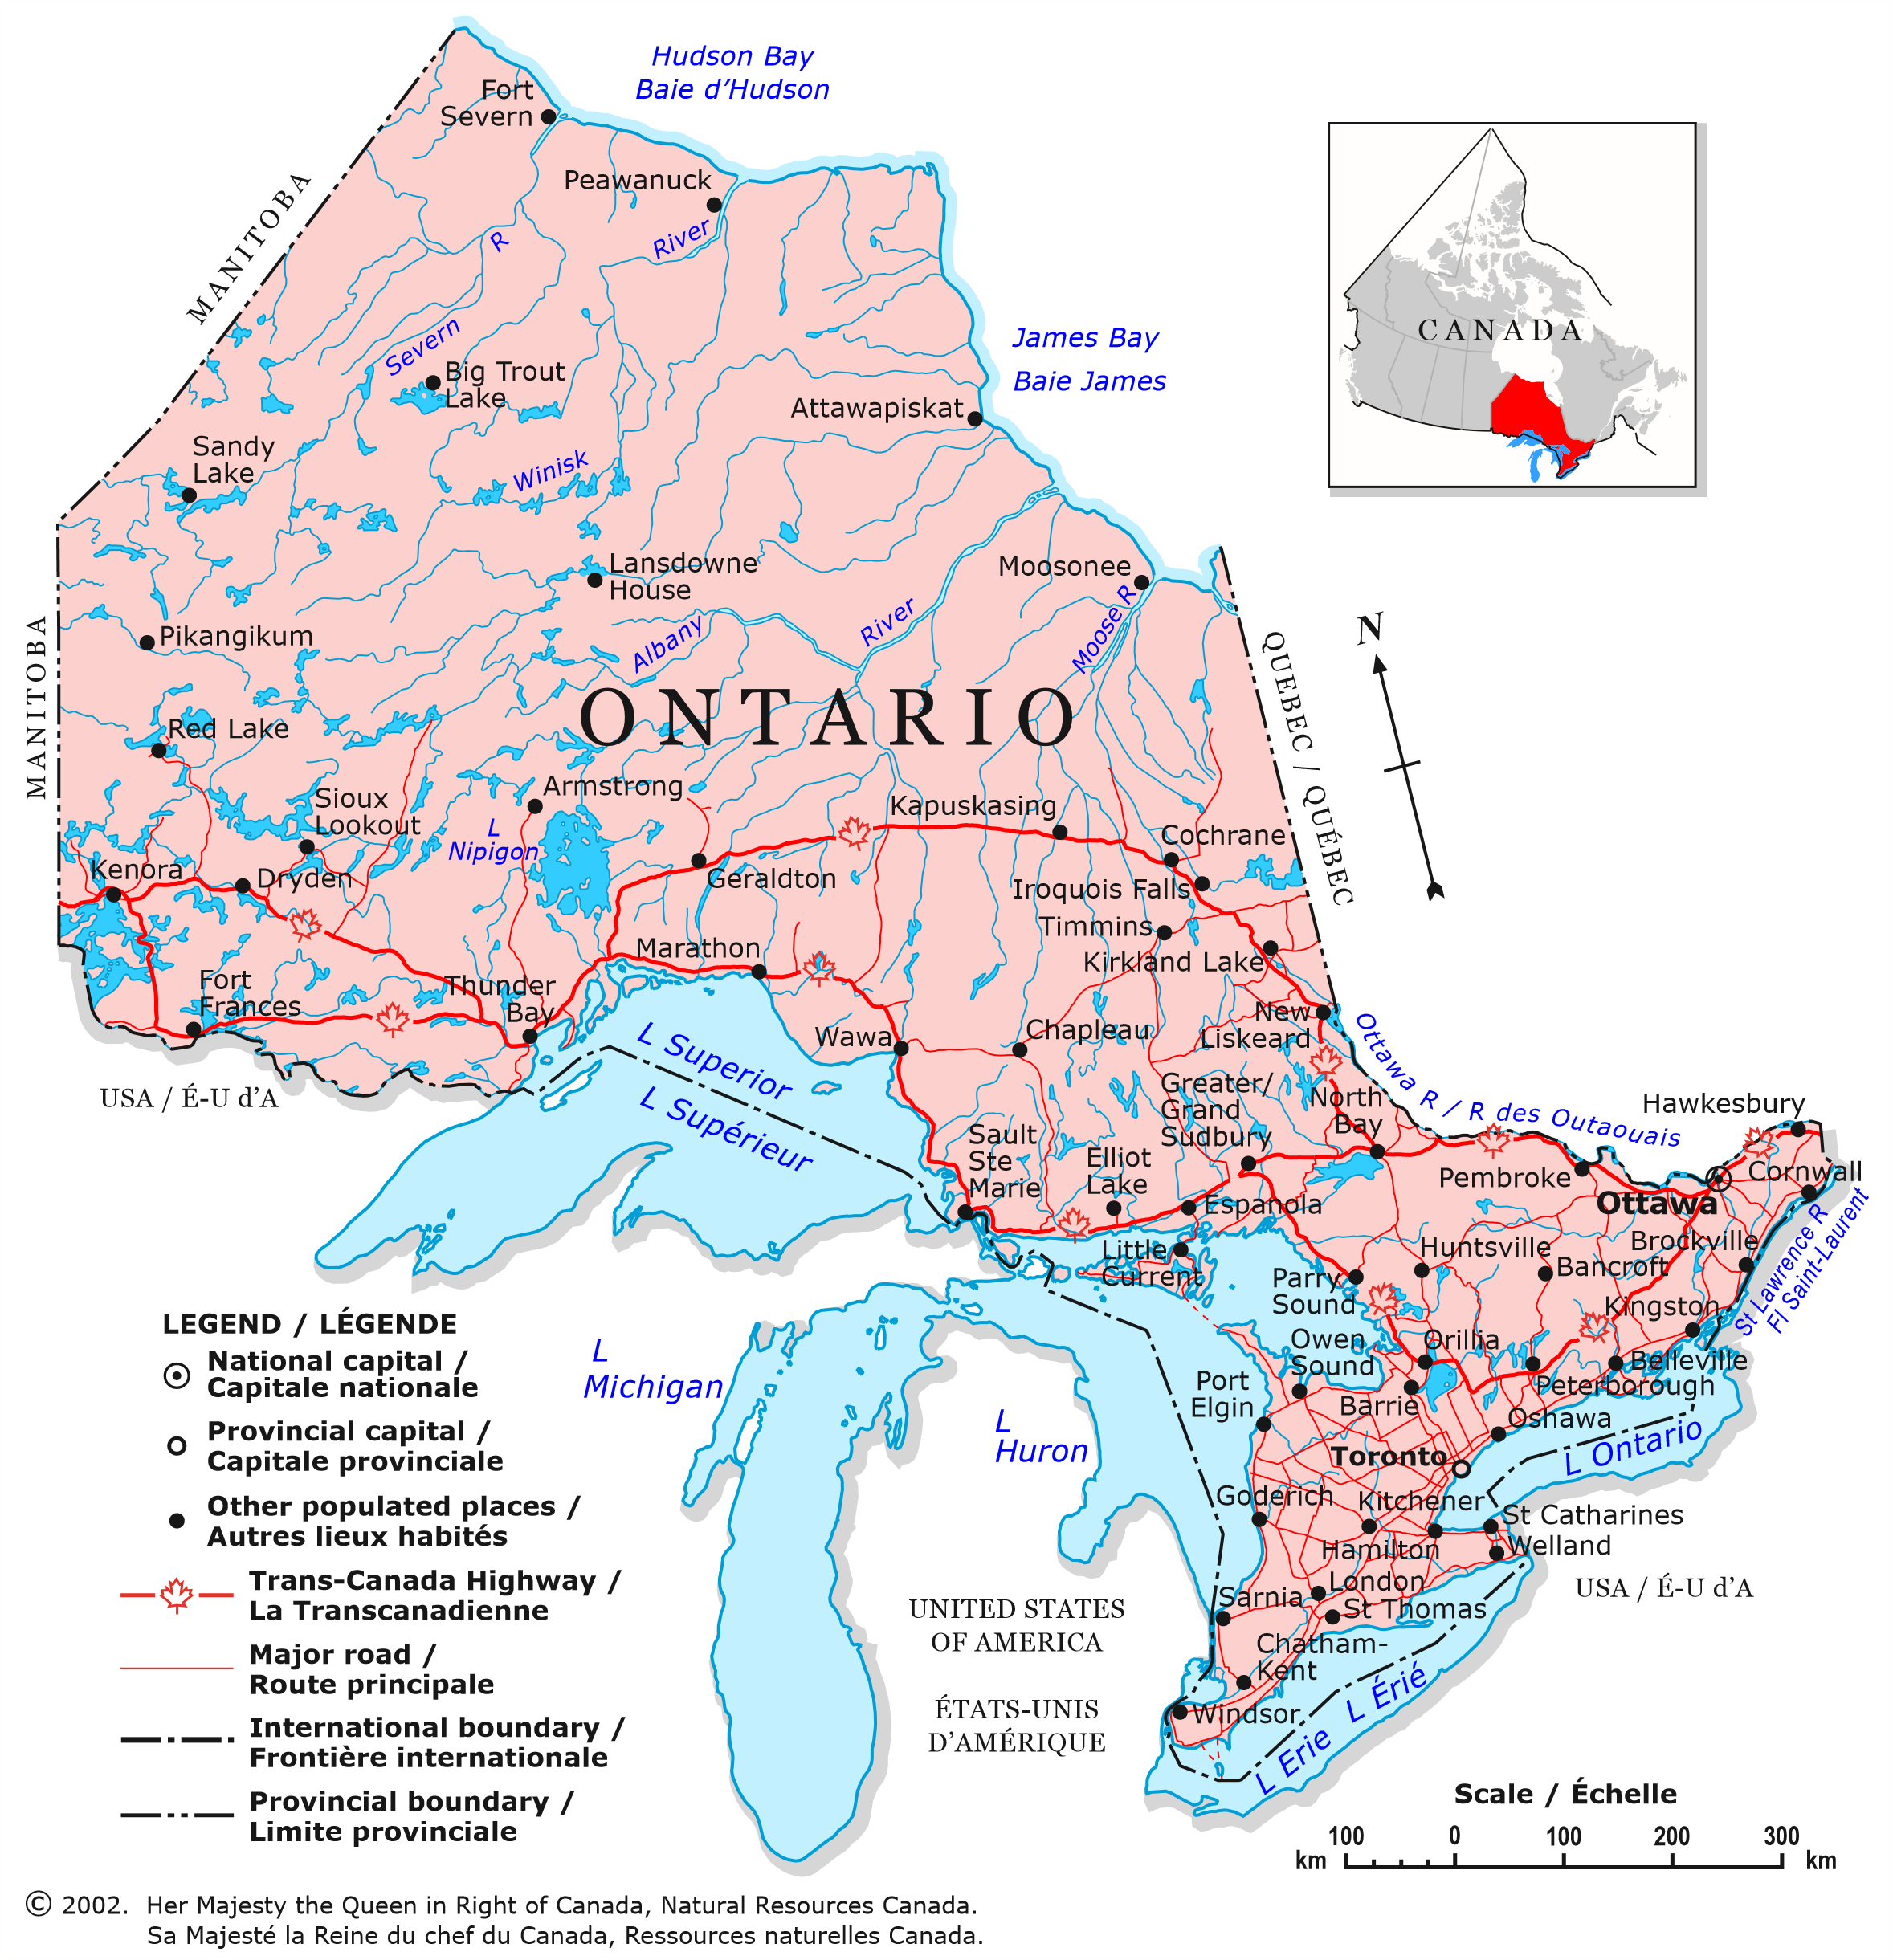 Hudson Bay
Baie d’Hudson
Fort
Severn
Peawanuck
MANITOBA
R
River
CANADA
Severn
James Bay
Baie James
Big Trout
Lake
Attawapiskat
Sandy
Lake
Winisk
Lansdowne
House
Moosonee
Pikangikum
Albany
River
Moose R
N
MANITOBA
QUEBEC / QUÉBEC
ONTARIO
Red Lake
Armstrong
Sioux
Lookout
L
Nipigon
Kapuskasing
Cochrane
Kenora
Dryden
Geraldton
Iroquois Falls
Timmins
Marathon
Kirkland Lake
Fort
Frances
Thunder
Bay
New
Liskeard
Wawa
Chapleau
L Superior
L Supérieur
Ottawa R / R des Outaouais
USA / É-U d’A
Greater/
Grand
Sudbury
North
Bay
Hawkesbury
Sault
Ste
Marie
Elliot
Lake
Pembroke
Cornwall
Espanola
Ottawa
Little
Current
Huntsville
Bancroft
Brockville
St Lawrence R
Fl Saint-Laurent
Parry
Sound
Kingston
Owen
Sound
Orillia
Belleville
Peterborough
Port
Elgin
Barrie
Oshawa
L
Michigan
L
Huron
Toronto
L Ontario
Goderich
Kitchener
St Catharines
Hamilton
Welland
London
Sarnia
St Thomas
USA / É-U d’A
UNITED STATES
OF AMERICA
ÉTATS-UNIS
D’AMÉRIQUE
Chatham-
Kent
Windsor
L Erie L Érié
LEGEND / LÉGENDE
National capital /
Capitale nationale
Provincial capital /
Capitale provinciale
Other populated places /
Autres lieux habités
Trans-Canada Highway /
La Transcanadienne
Major road /
Route principale
International boundary /
Frontière internationale
Provincial boundary /
Limite provinciale
Scale / Échelle
100 0 100 200 300
km km
© 2002. Her Majesty the Queen in Right of Canada, Natural Resources Canada.
Sa Majesté la Reine du chef du Canada, Ressources naturelles Canada.